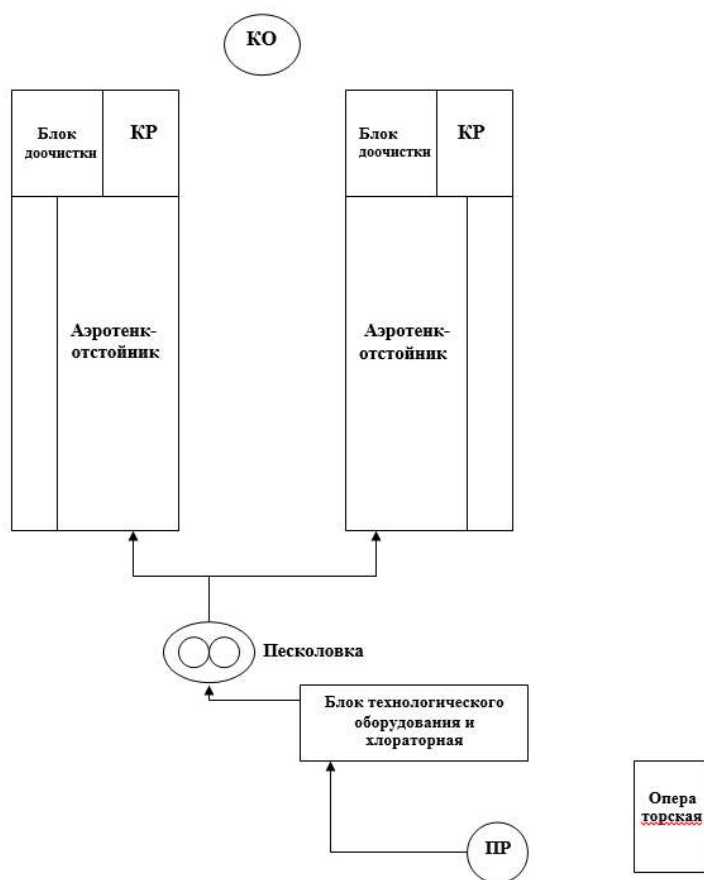 КО
Блок
доочистки
КР
Блок
доочистки
КР
Аэротенк-
отстойник
Аэротенк-
отстойник
Песколовка
Блок технологического
оборудования и
хлораторная
Опера
торская
ПР